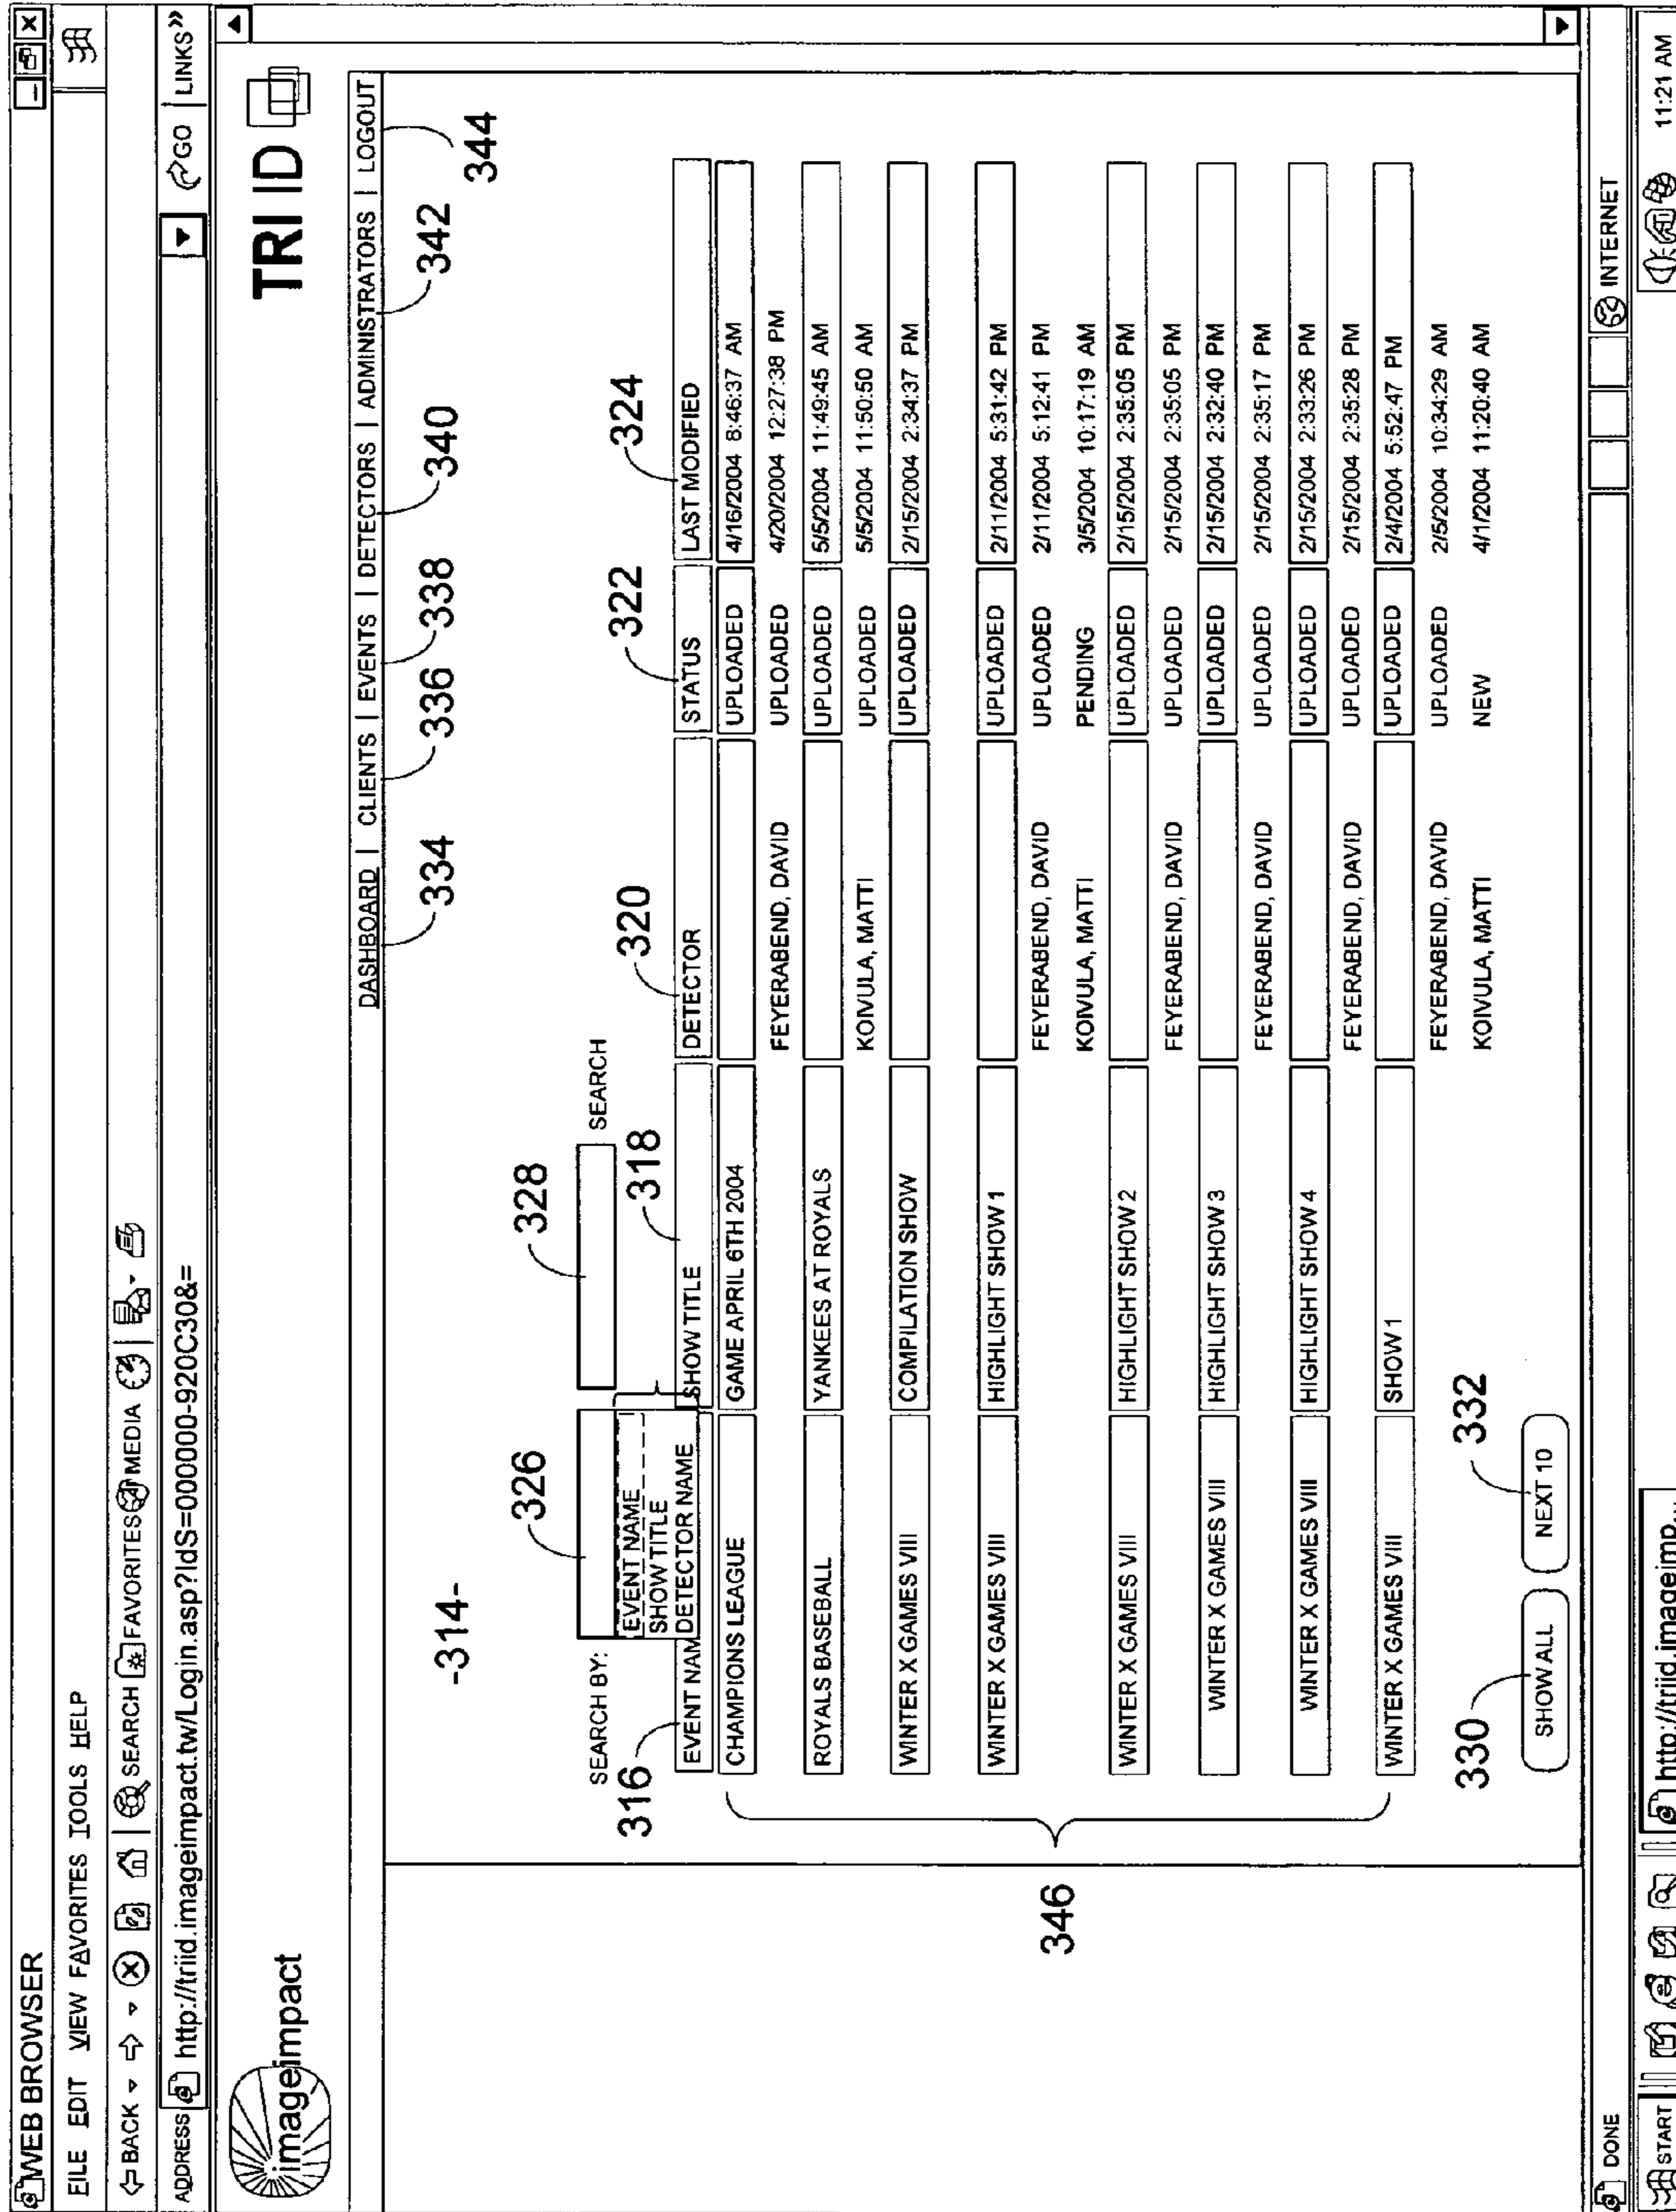 WEB BROWSER
FILE EDIT VIEW FAVORITES TOOLS HELP
BACK SEARCH FAVORITES MEDIA
ADDRESS http://triid.imageimpact.tw/Login.asp?IdS=000000-920C30&= GO LINKS»
imageimpact
TRI ID
DASHBOARD | CLIENTS | EVENTS | DETECTORS | ADMINISTRATORS | LOGOUT
334 336 338 340 342 344
-314-
326 328
SEARCH BY: SEARCH
EVENT NAME
SHOW TITLE
DETECTOR NAME
316 318 320 322 324
EVENT NAM SHOW TITLE DETECTOR STATUS LAST MODIFIED
CHAMPIONS LEAGUE GAME APRIL 6TH 2004 UPLOADED 4/16/2004 8:46:37 AM
FEYERABEND, DAVID UPLOADED 4/20/2004 12:27:38 PM
ROYALS BASEBALL YANKEES AT ROYALS UPLOADED 5/5/2004 11:49:45 AM
KOIVULA, MATTI UPLOADED 5/5/2004 11:50:50 AM
WINTER X GAMES VIII COMPILATION SHOW UPLOADED 2/15/2004 2:34:37 PM
WINTER X GAMES VIII HIGHLIGHT SHOW 1 UPLOADED 2/11/2004 5:31:42 PM
FEYERABEND, DAVID UPLOADED 2/11/2004 5:12:41 PM
346
KOIVULA, MATTI PENDING 3/5/2004 10:17:19 AM
WINTER X GAMES VIII HIGHLIGHT SHOW 2 UPLOADED 2/15/2004 2:35:05 PM
FEYERABEND, DAVID UPLOADED 2/15/2004 2:35:05 PM
WINTER X GAMES VIII HIGHLIGHT SHOW 3 UPLOADED 2/15/2004 2:32:40 PM
FEYERABEND, DAVID UPLOADED 2/15/2004 2:35:17 PM
WINTER X GAMES VIII HIGHLIGHT SHOW 4 UPLOADED 2/15/2004 2:33:26 PM
FEYERABEND, DAVID UPLOADED 2/15/2004 2:35:28 PM
WINTER X GAMES VIII SHOW 1 UPLOADED 2/4/2004 5:52:47 PM
FEYERABEND, DAVID UPLOADED 2/5/2004 10:34:29 AM
KOIVULA, MATTI NEW 4/1/2004 11:20:40 AM
330 332
SHOW ALL NEXT 10
DONE INTERNET
START http://triid.imageimp... 11:21 AM